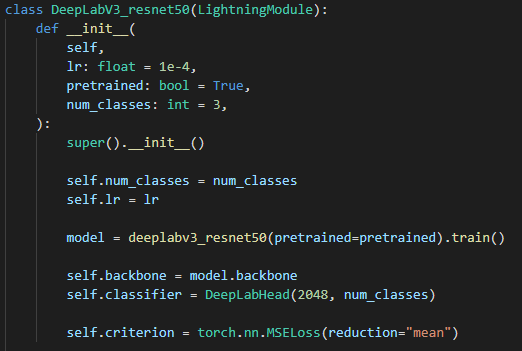 class DeepLabV3_resnet50(LightningModule):
    def __init__(
        self,
        lr: float = 1e-4,
        pretrained: bool = True,
        num_classes: int = 3,
    ):
        super().__init__()

        self.num_classes = num_classes
        self.lr = lr

        model = deeplabv3_resnet50(pretrained=pretrained).train()

        self.backbone = model.backbone
        self.classifier = DeepLabHead(2048, num_classes)

        self.criterion = torch.nn.MSELoss(reduction="mean")